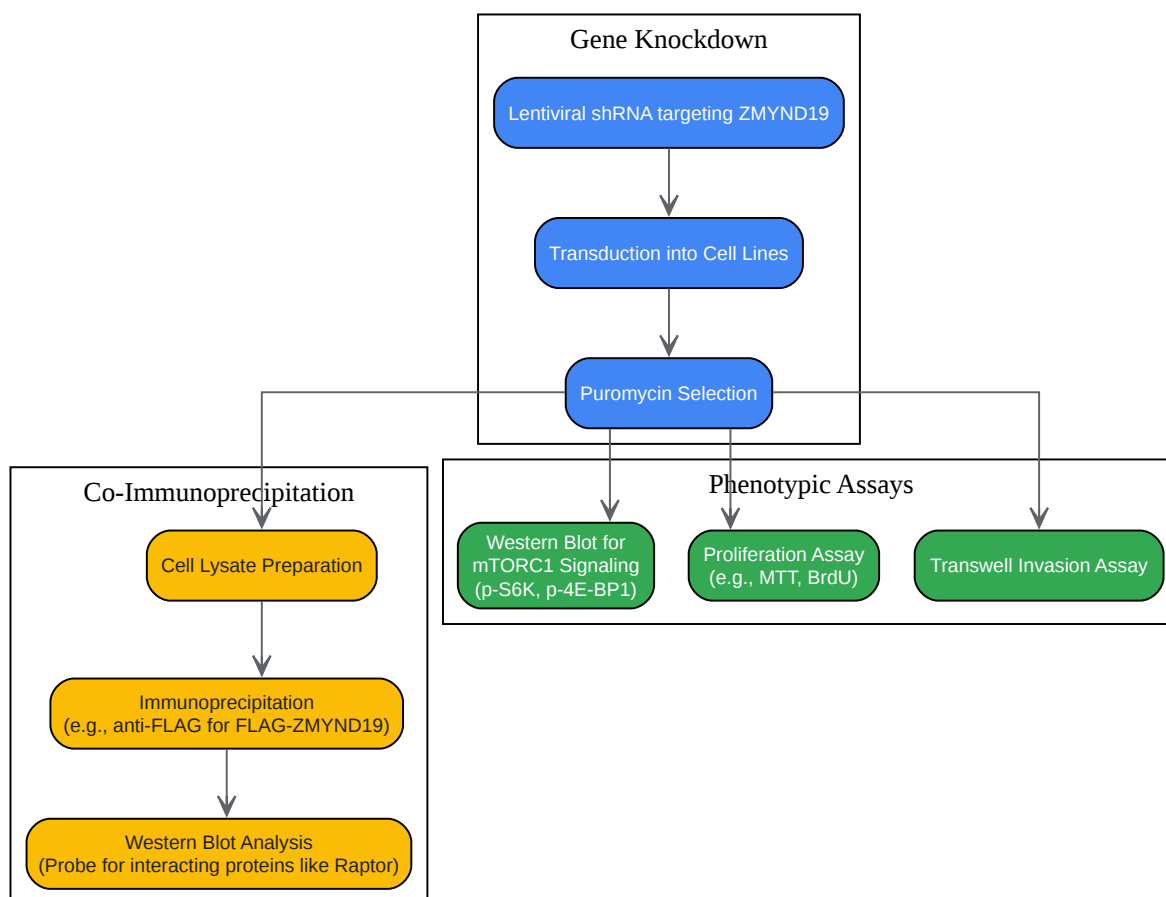 Gene Knockdown
Lentiviral shRNA targeting ZMYND19
Transduction into Cell Lines
Puromycin Selection
Co-Immunoprecipitation
Cell Lysate Preparation
Immunoprecipitation
(e.g., anti-FLAG for FLAG-ZMYND19)
Western Blot Analysis
(Probe for interacting proteins like Raptor)
Phenotypic Assays
Western Blot for
mTORC1 Signaling
(p-S6K, p-4E-BP1)
Proliferation Assay
(e.g., MTT, BrdU)
Transwell Invasion Assay